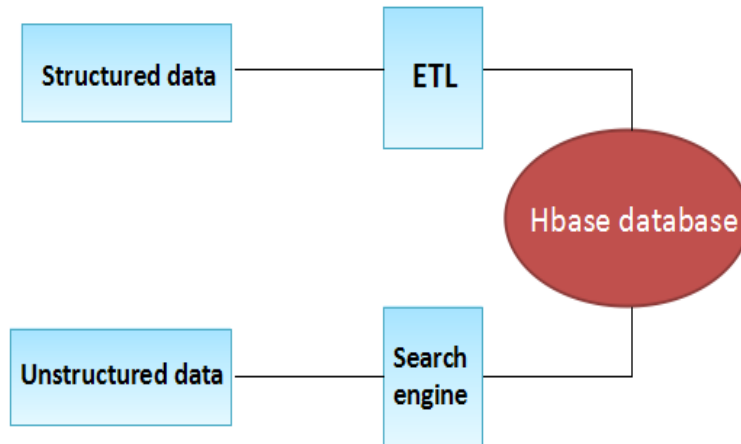 Structured data
ETL
Hbase database
Unstructured data
Search
engine